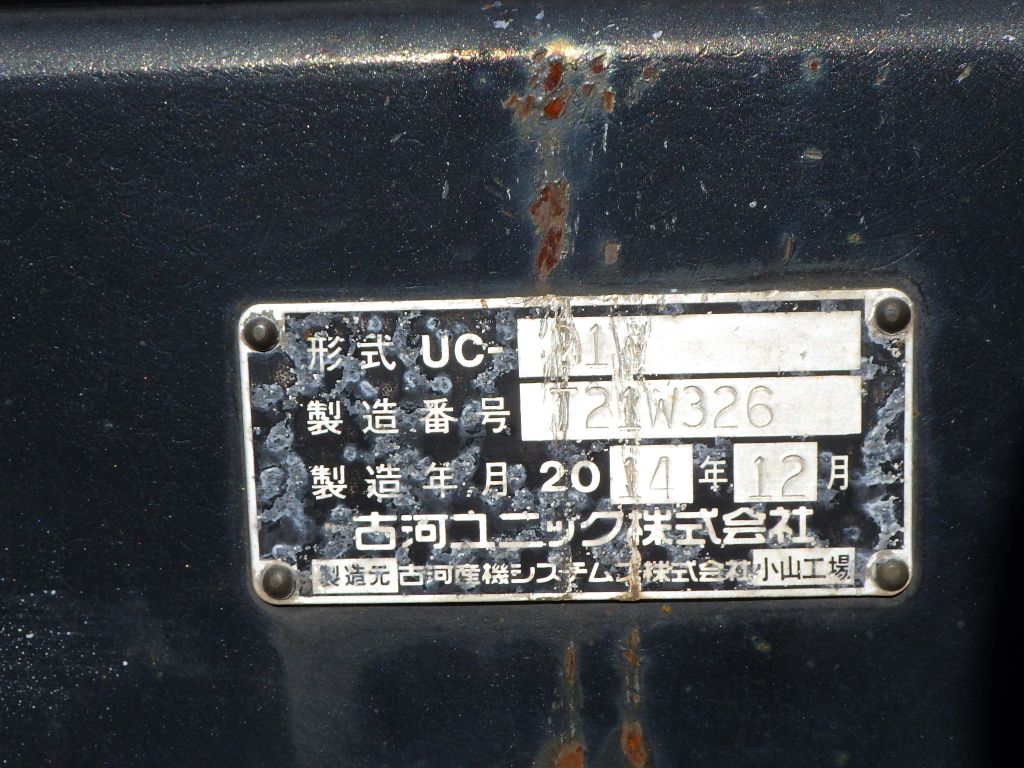 形式 UC-21W
製造番号 T21W326
製造年月 2014年12月
古河ユニック株式会社
製造元 古河産機システムズ株式会社 小山工場